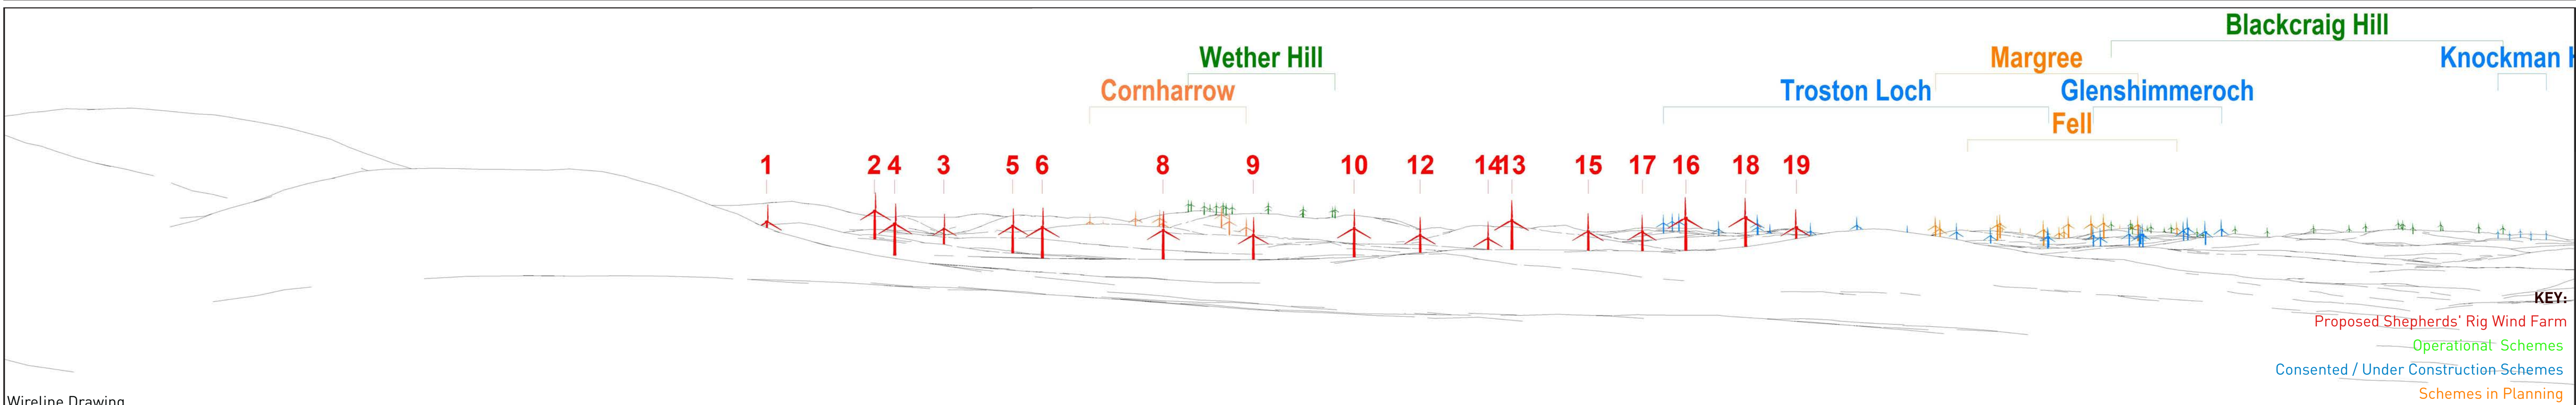 Blackcraig Hill
Wether Hill Margree Knockman H
Cornharrow Troston Loch Glenshimmeroch
Fell
1 2 4 3 5 6 8 9 10 12 14 13 15 17 16 18 19
KEY:
Proposed Shepherds' Rig Wind Farm
Operational Schemes
Consented / Under Construction Schemes
Schemes in Planning
Wireline Drawing